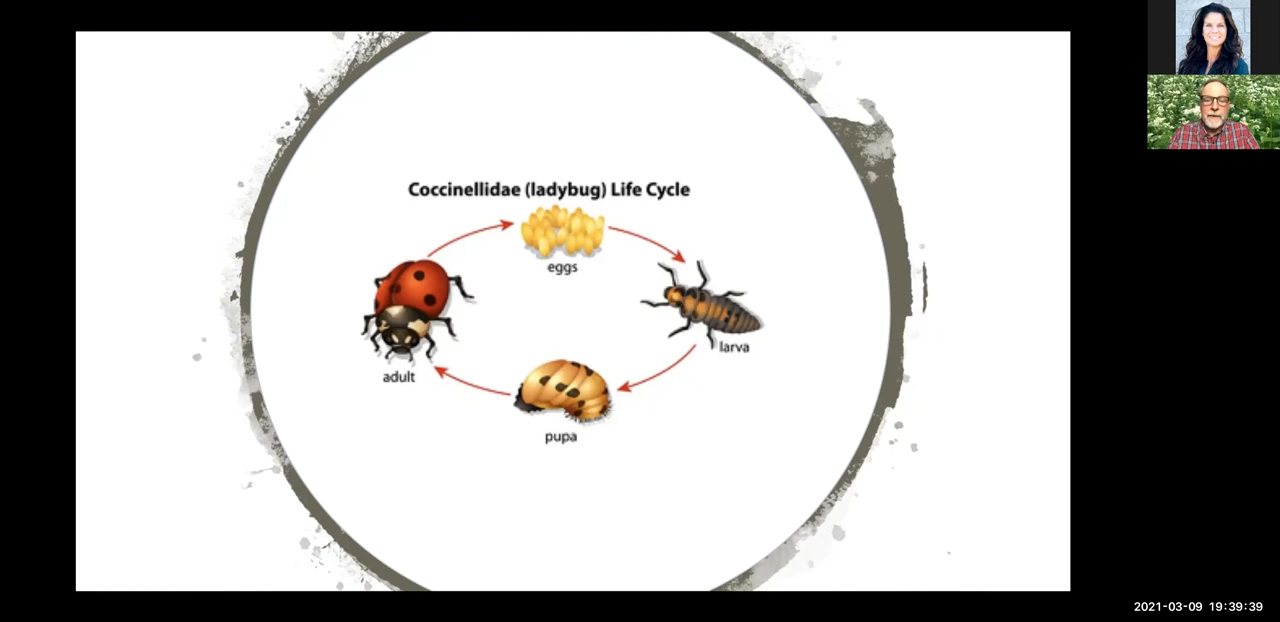 Coccinellidae (ladybug) Life Cycle
eggs
larva
adult
pupa
2021-03-09 19:39:39